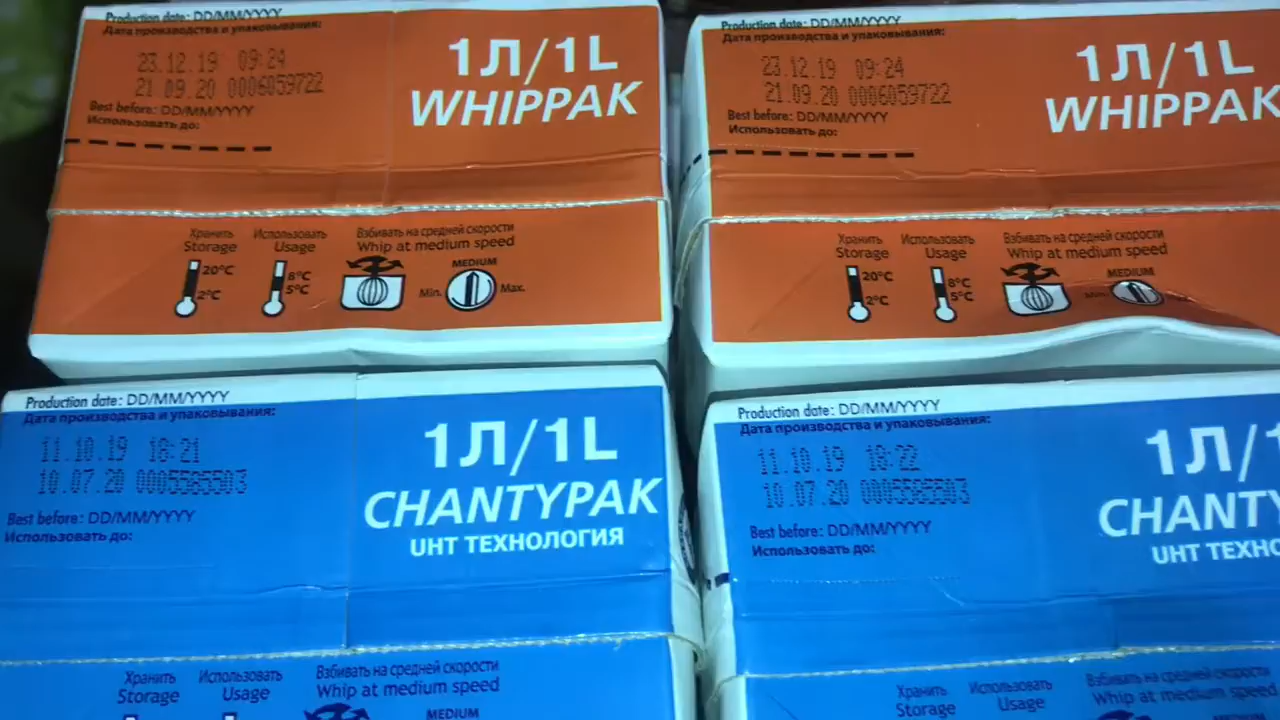 Production date: DD/MM/YYYY
Дата производства и упаковывания:
23.12.19 09:24
21 09.20 0006059722
Best before: DD/MM/YYYY
Использовать до:
1Л/1L
WHIPPAK
Хранить
Storage
20°C
2°C
Использовать
Usage
8°C
5°C
Взбивать на средней скорости
Whip at medium speed
MEDIUM
Min.
Max.
Production date: DD/MM/YYYY
Дата производства и упаковывания:
23.12.19 09:24
21.09.20 0006059722
Best before: DD/MM/YYYY
Использовать до:
1Л/1L
WHIPPAK
Хранить
Storage
20°C
2°C
Использовать
Usage
8°C
5°C
Взбивать на средней скорости
Whip at medium speed
MEDIUM
Min.
Production date: DD/MM/YYYY
Дата производства и упаковывания:
11.10.19 18:21
10.07.20 0005585503
Best before: DD/MM/YYYY
Использовать до:
1Л/1L
CHANTYPAK
UHT ТЕХНОЛОГИЯ
Хранить
Storage
Использовать
Usage
Взбивать на средней скорости
Whip at medium speed
MEDIUM
Production date: DD/MM/YYYY
Дата производства и упаковывания:
11.10.19 18:22
10.07.20 0005585503
Best before: DD/MM/YYYY
Использовать до:
1Л/1
CHANTY
UHT ТЕХНО
Хранить
Storage
Использовать
Usage
Взбивать на средней
Whip at medium speed
MEDIUM